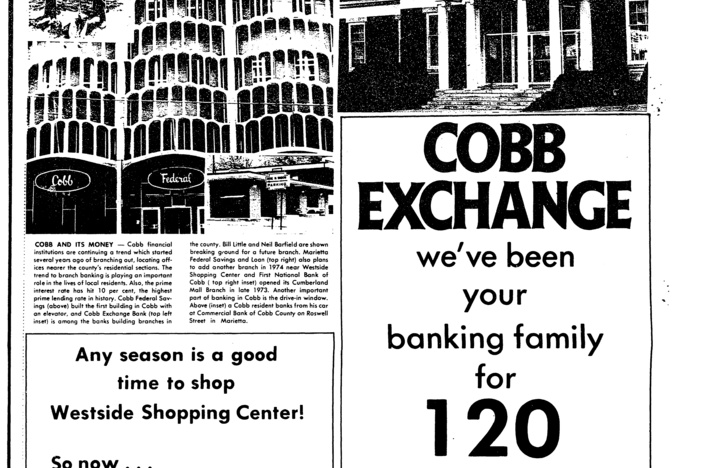 Cobb
Federal
PARKING
COBB AND ITS MONEY — Cobb financial
institutions are continuing a trend which started
several years ago of branching out, locating off-
ices nearer the county's residential sections. The
trend to branch banking is playing an important
role in the lives of local residents. Also, the prime
interest rate has hit 10 per cent, the highest
prime lending rate in history. Cobb Federal Sav-
ings (above) built the first building in Cobb with
an elevator, and Cobb Exchange Bank (top left
inset) is among the banks building branches in
the county. Bill Little and Neil Barfield are shown
breaking ground for a future branch. Marietta
Federal Savings and Loan (top right) also plans
to add another branch in 1974 near Westside
Shopping Center and First National Bank of
Cobb ( top right inset) opened its Cumberland
Mall Branch in late 1973. Another important
part of banking in Cobb is the drive-in window.
Above (inset) a Cobb resident banks from his car
at Commercial Bank of Cobb County on Roswell
Street in Marietta.
Any season is a good
time to shop
Westside Shopping Center!
So now . . .
COBB
EXCHANGE
we've been
your
banking family
for
120